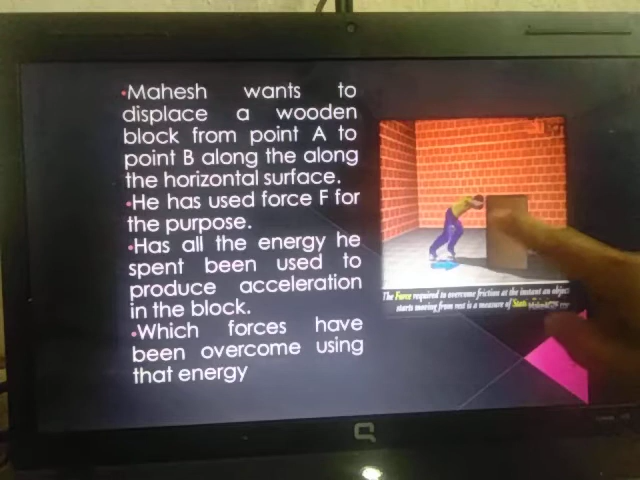 •Mahesh wants to
displace a wooden
block from point A to
point B along the along
the horizontal surface.
•He has used force F for
the purpose.
•Has all the energy he
spent been used to
produce acceleration
in the block.
•Which forces have
been overcome using
that energy
The Force required to overcome friction at the instant an object
starts moving from rest is a measure of